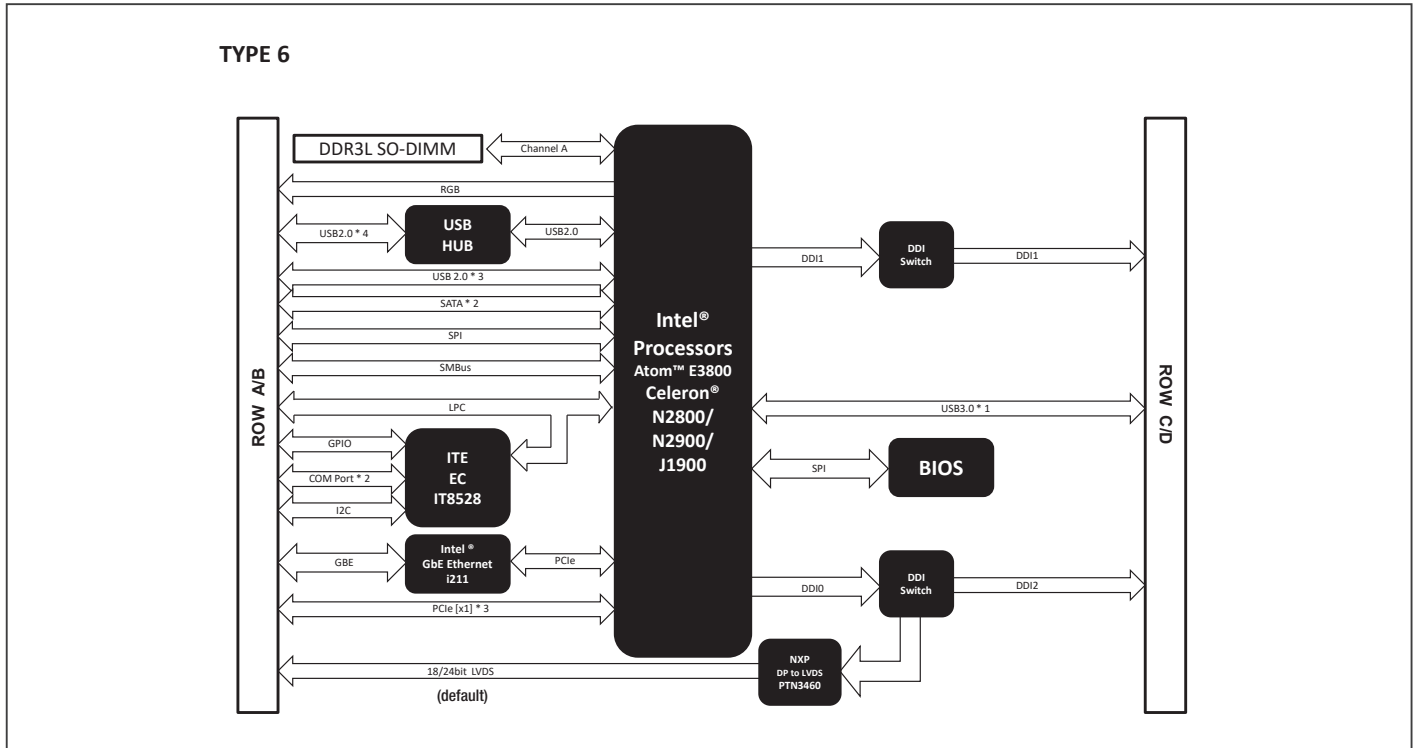 TYPE 6
ROW A/B
DDR3L SO-DIMM
Channel A
RGB
USB2.0 * 4
USB
HUB
USB2.0
USB 2.0 * 3
SATA * 2
SPI
SMBus
LPC
GPIO
COM Port * 2
I2C
ITE
EC
IT8528
GBE
Intel ®
GbE Ethernet
i211
PCIe
PCIe [x1] * 3
18/24bit LVDS
(default)
Intel®
Processors
Atom™ E3800
Celeron®
N2800/
N2900/
J1900
DDI1
DDI
Switch
DDI1
USB3.0 * 1
SPI
BIOS
DDI0
DDI
Switch
DDI2
NXP
DP to LVDS
PTN3460
ROW C/D